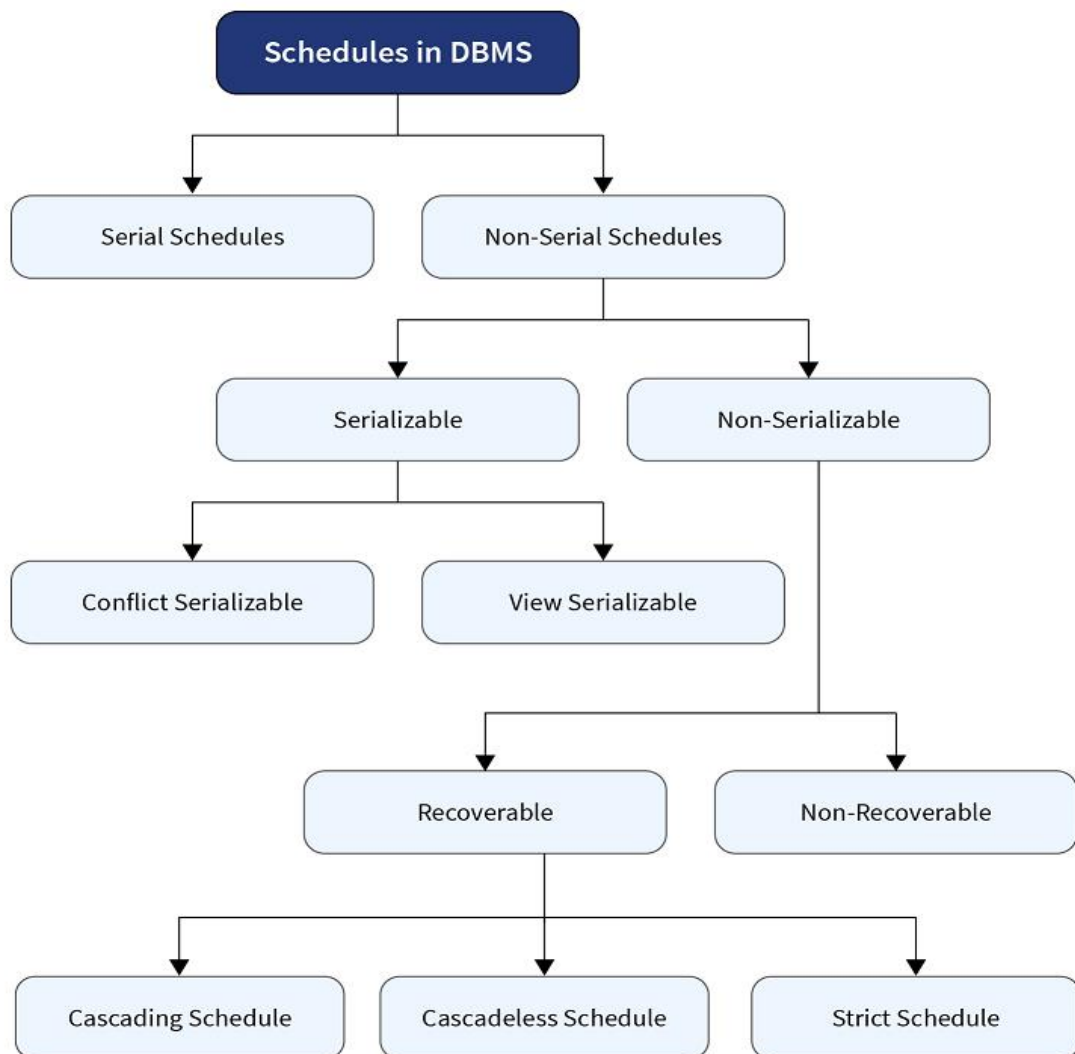 Schedules in DBMS
Serial Schedules
Non-Serial Schedules
Serializable
Non-Serializable
Conflict Serializable
View Serializable
Recoverable
Non-Recoverable
Cascading Schedule
Cascadeless Schedule
Strict Schedule